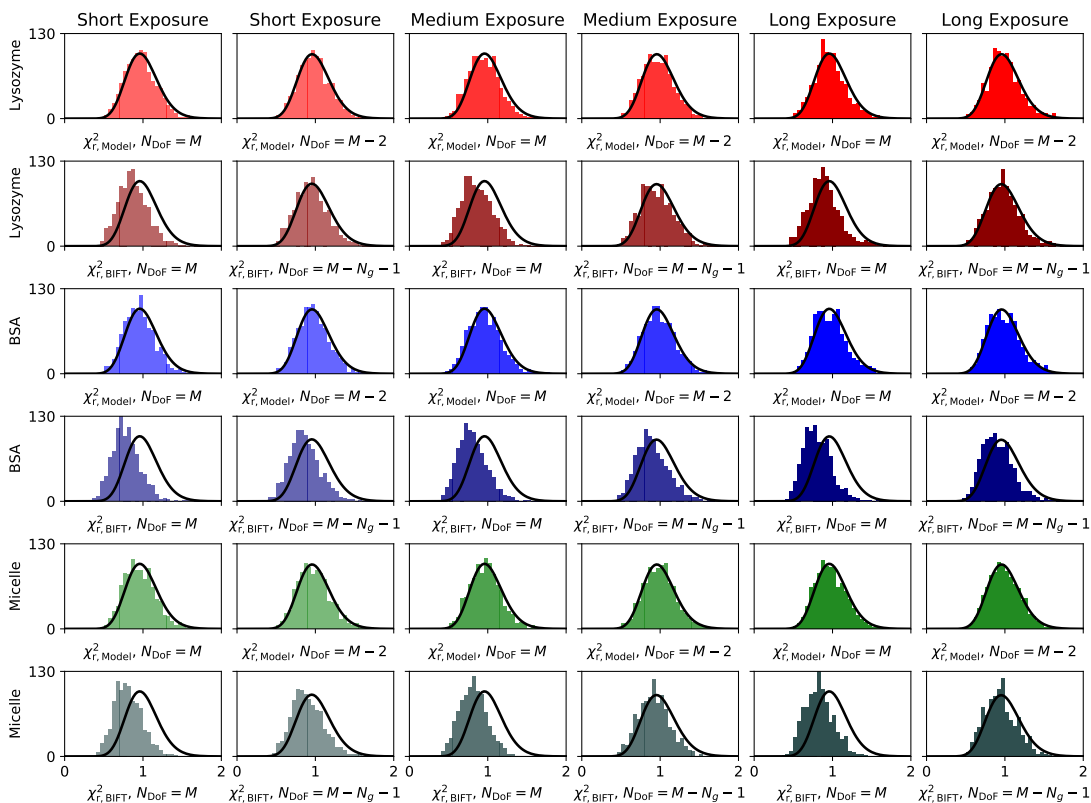 Short Exposure Short Exposure Medium Exposure Medium Exposure Long Exposure Long Exposure
130
Lysozyme
0
χ²r,Model, NDoF = M χ²r,Model, NDoF = M − 2 χ²r,Model, NDoF = M χ²r,Model, NDoF = M − 2 χ²r,Model, NDoF = M χ²r,Model, NDoF = M − 2
130
Lysozyme
0
χ²r,BIFT, NDoF = M χ²r,BIFT, NDoF = M − Ng − 1 χ²r,BIFT, NDoF = M χ²r,BIFT, NDoF = M − Ng − 1 χ²r,BIFT, NDoF = M χ²r,BIFT, NDoF = M − Ng − 1
130
BSA
0
χ²r,Model, NDoF = M χ²r,Model, NDoF = M − 2 χ²r,Model, NDoF = M χ²r,Model, NDoF = M − 2 χ²r,Model, NDoF = M χ²r,Model, NDoF = M − 2
130
BSA
0
χ²r,BIFT, NDoF = M χ²r,BIFT, NDoF = M − Ng − 1 χ²r,BIFT, NDoF = M χ²r,BIFT, NDoF = M − Ng − 1 χ²r,BIFT, NDoF = M χ²r,BIFT, NDoF = M − Ng − 1
130
Micelle
0
χ²r,Model, NDoF = M χ²r,Model, NDoF = M − 2 χ²r,Model, NDoF = M χ²r,Model, NDoF = M − 2 χ²r,Model, NDoF = M χ²r,Model, NDoF = M − 2
130
Micelle
0
0 1 2 0 1 2 0 1 2 0 1 2 0 1 2 0 1 2
χ²r,BIFT, NDoF = M χ²r,BIFT, NDoF = M − Ng − 1 χ²r,BIFT, NDoF = M χ²r,BIFT, NDoF = M − Ng − 1 χ²r,BIFT, NDoF = M χ²r,BIFT, NDoF = M − Ng − 1